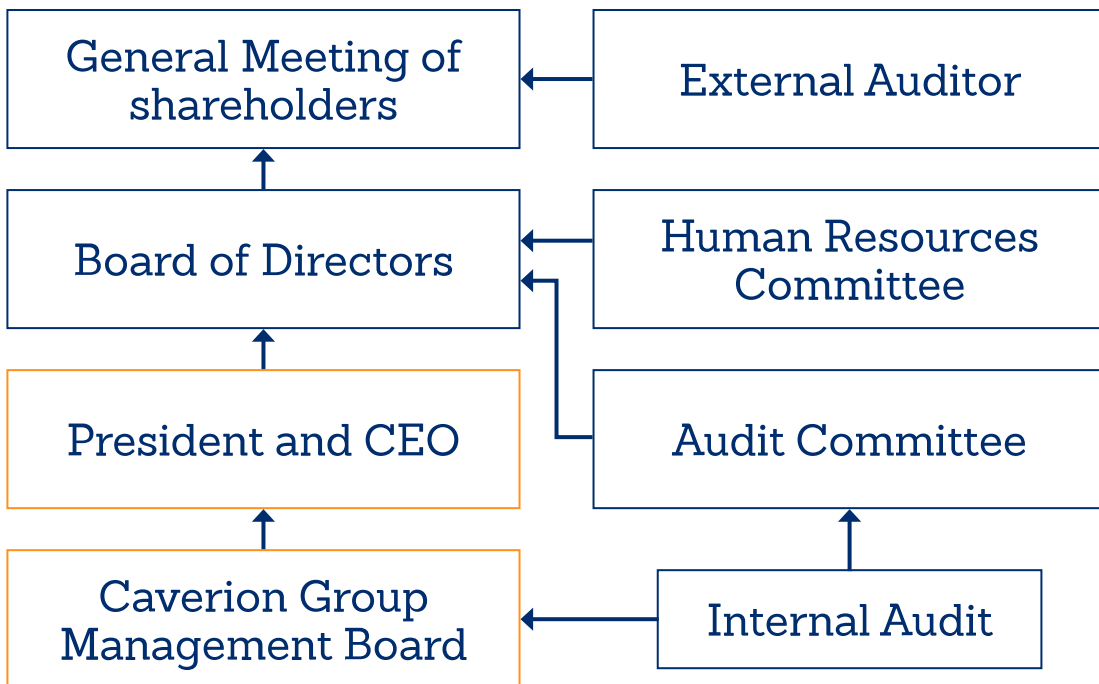 General Meeting of
shareholders
External Auditor
Board of Directors
Human Resources
Committee
President and CEO
Audit Committee
Caverion Group
Management Board
Internal Audit